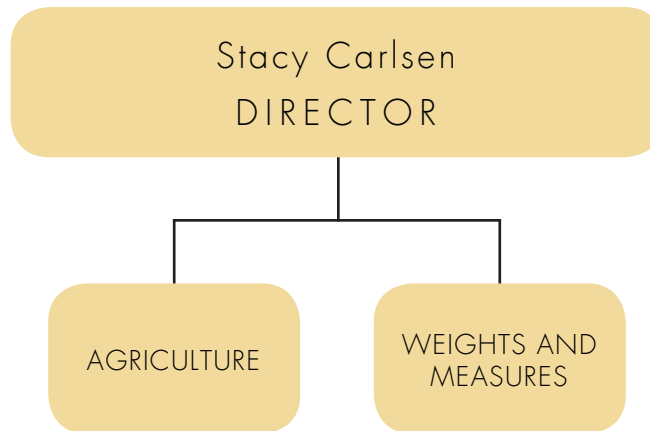 Stacy Carlsen
DIRECTOR
AGRICULTURE
WEIGHTS AND
MEASURES